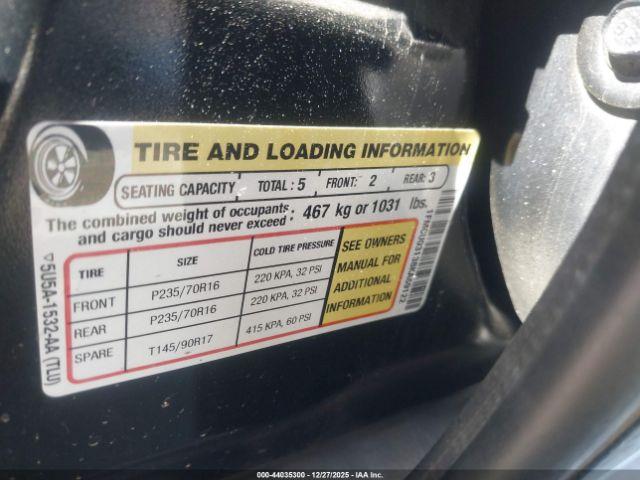 TIRE AND LOADING INFORMATION
SEATING CAPACITY TOTAL : 5 FRONT: 2 REAR: 3
The combined weight of occupants and cargo should never exceed : 467 kg or 1031 lbs.
TIRE SIZE COLD TIRE PRESSURE
FRONT P235/70R16 220 KPA, 32 PSI
REAR P235/70R16 220 KPA, 32 PSI
SPARE T145/90R17 415 KPA, 60 PSI
SEE OWNERS
MANUAL FOR
ADDITIONAL
INFORMATION
5U5A-1532-AA (TLU)
000-44035300 - 12/27/2025 - IAA Inc.